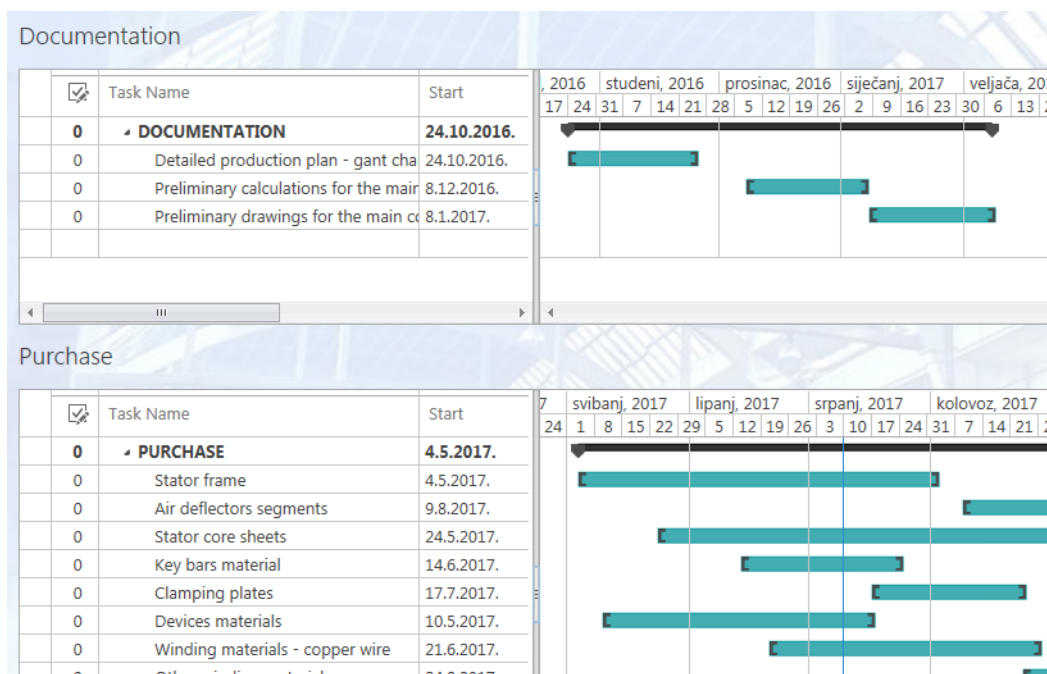 Documentation
Task Name Start , 2016 studeni, 2016 prosinac, 2016 siječanj, 2017 veljača, 20
17 24 31 7 14 21 28 5 12 19 26 2 9 16 23 30 6 13 2
0 DOCUMENTATION 24.10.2016.
0 Detailed production plan - gant cha 24.10.2016.
0 Preliminary calculations for the main 8.12.2016.
0 Preliminary drawings for the main co 8.1.2017.
Purchase
Task Name Start 7 svibanj, 2017 lipanj, 2017 srpanj, 2017 kolovoz, 2017
24 1 8 15 22 29 5 12 19 26 3 10 17 24 31 7 14 21 2
0 PURCHASE 4.5.2017.
0 Stator frame 4.5.2017.
0 Air deflectors segments 9.8.2017.
0 Stator core sheets 24.5.2017.
0 Key bars material 14.6.2017.
0 Clamping plates 17.7.2017.
0 Devices materials 10.5.2017.
0 Winding materials - copper wire 21.6.2017.